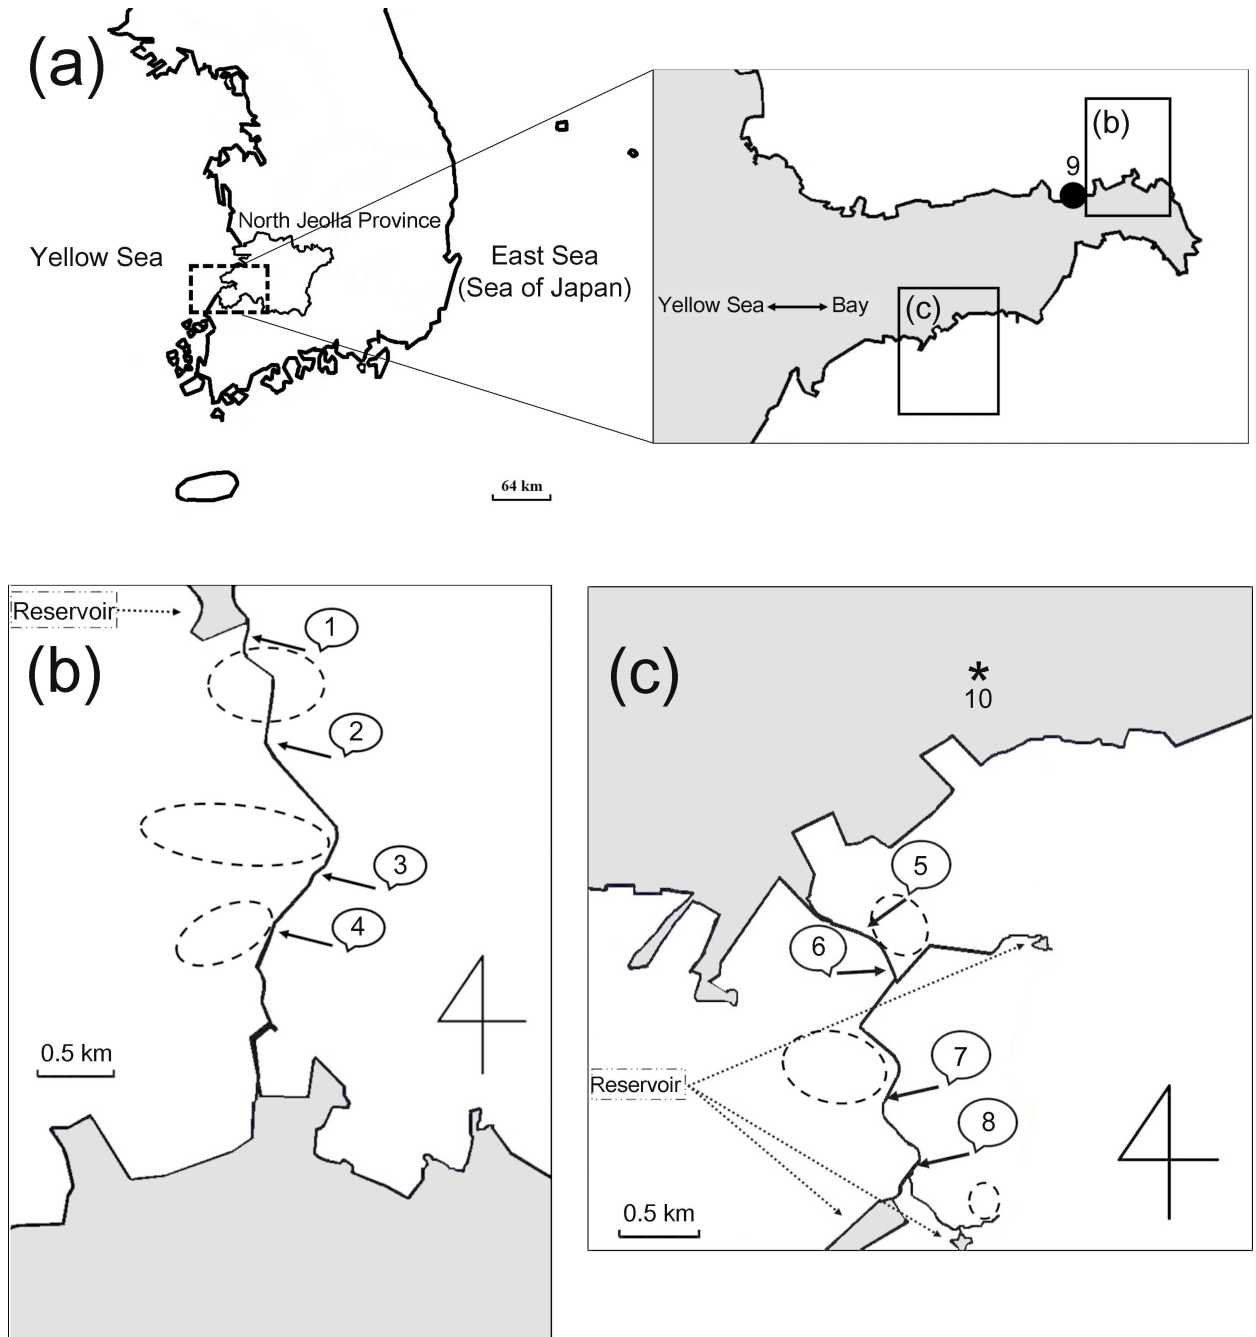 (a)
North Jeolla Province
Yellow Sea
East Sea
(Sea of Japan)
64 km
(b)
9
Yellow Sea
Bay
(c)
Reservoir
1
(b)
2
3
4
0.5 km
(c)
*
10
5
6
Reservoir
7
8
0.5 km